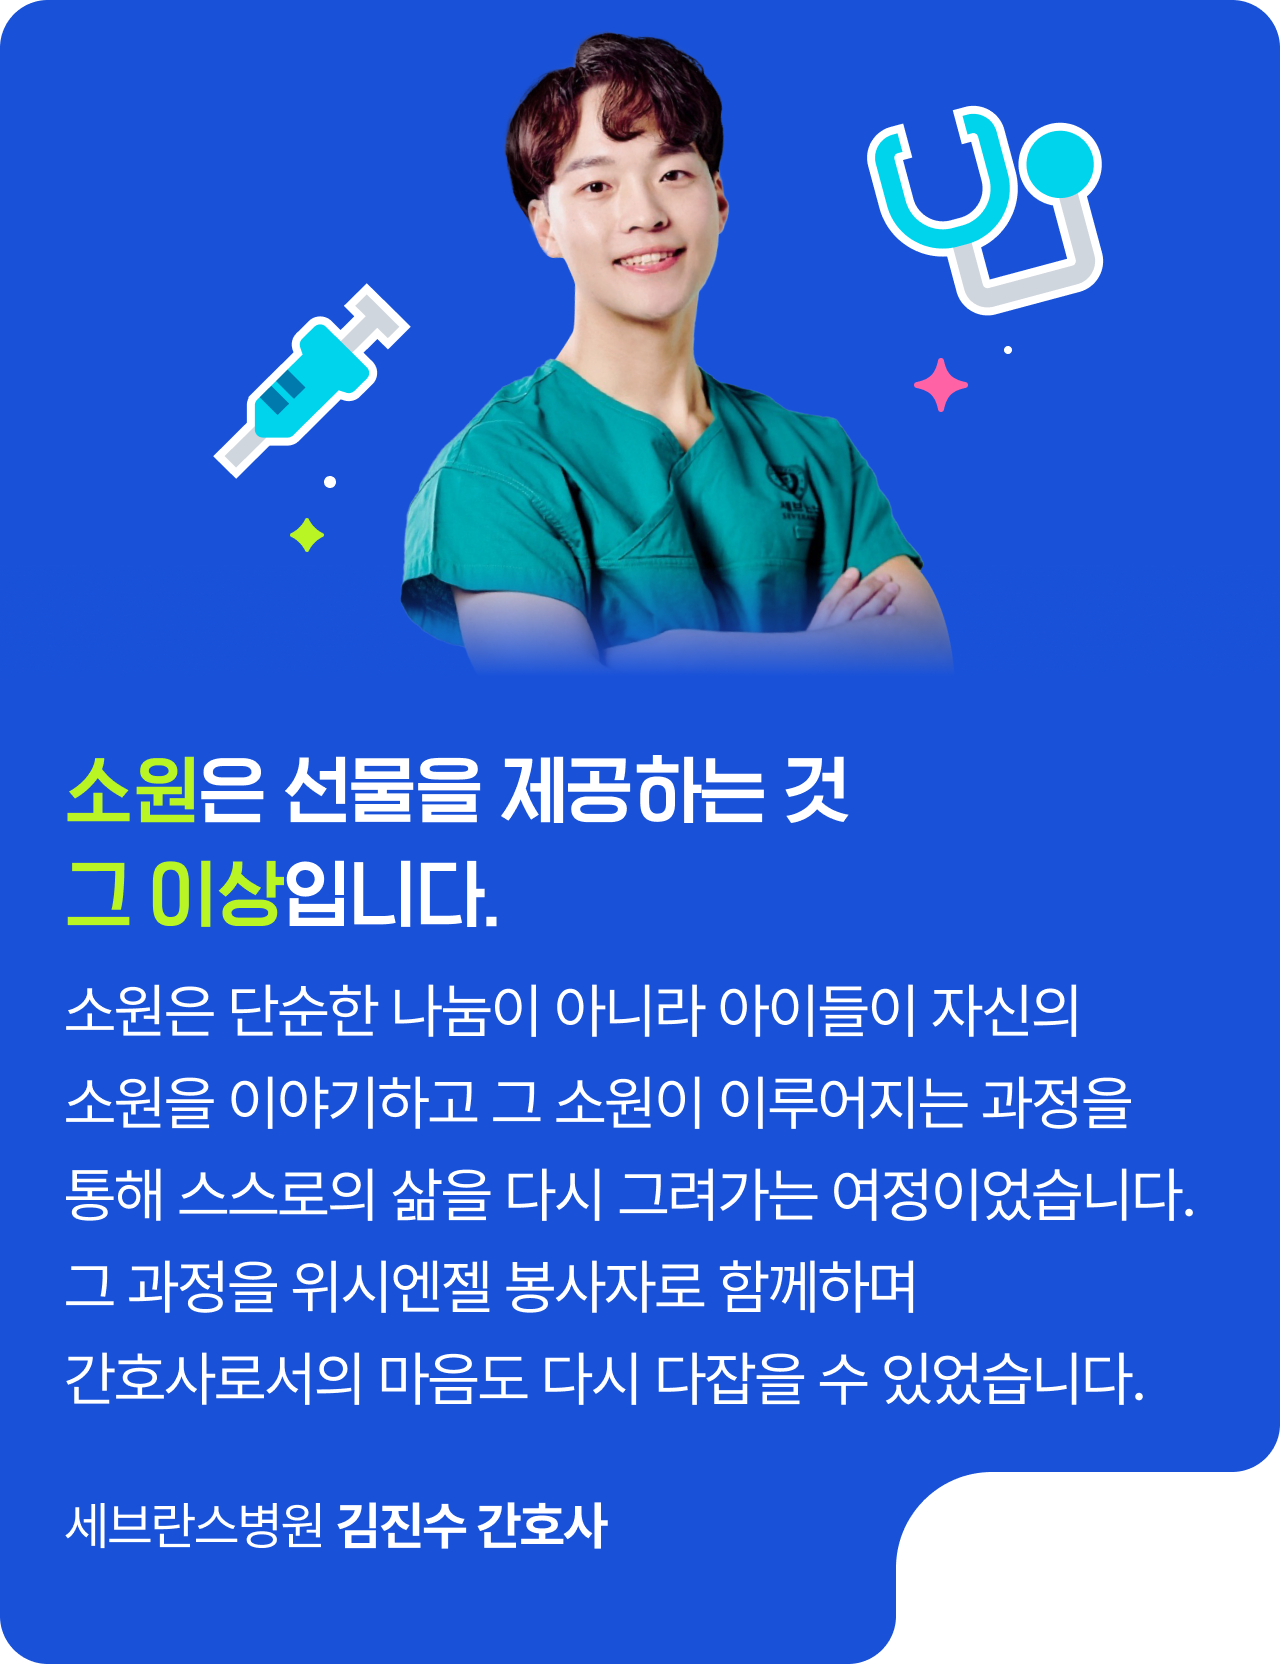 소원은 선물을 제공하는 것
그 이상입니다.
소원은 단순한 나눔이 아니라 아이들이 자신의
소원을 이야기하고 그 소원이 이루어지는 과정을
통해 스스로의 삶을 다시 그려가는 여정이었습니다.
그 과정을 위시엔젤 봉사자로 함께하며
간호사로서의 마음도 다시 다잡을 수 있었습니다.
세브란스병원 김진수 간호사